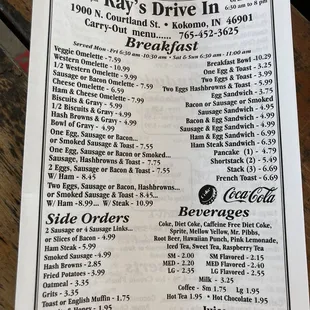 Ray's Drive In
1900 N. Courtland St. • Kokomo, IN 46901
6:30 am to 8 pm
Carry-Out menu...... 765-452-3625
Breakfast
Served Mon - Fri 6:30 am -10:30 am • Sat 6:30 am - 11:00 am
Veggie Omelette - 7.59
Western Omelette - 10.99
1/2 Western Omelette - 9.99
Sausage or Bacon Omelette - 7.59
Cheese Omelette - 6.59
Ham & Cheese Omelette - 7.99
Biscuits & Gravy - 5.99
1/2 Biscuits & Gravy - 4.99
Hash Browns & Gravy - 4.99
Bowl of Gravy - 4.99
One Egg, Sausage or Bacon...
or Smoked Sausage & Toast - 7.55...
One Egg, Sausage or Bacon or Smoked...
Sausage, Hashbrowns & Toast - 7.75
2 Eggs, Sausage or Bacon & Toast - 7.55
W/ Ham - 8.45
Two Eggs, Sausage or Bacon, Hashbrowns
or Smoked Sausage & Toast - 8.45...
W/ Ham - 8.99... W/ Steak - 10.99
Breakfast Bowl - 10.29
One Egg & Toast - 3.25
Two Eggs & Toast - 5.99
Two Eggs Hashbrowns & Toast - 5.25
Egg Sandwich - 3.75
Bacon or Sausage or Smoked
Sausage Sandwich - 4.95
Sausage Sandwich - 4.91
Bacon & Egg Sandwich - 4.99
Sausage & Egg Sandwich - 4.99
Ham & Egg Sandwich - 6.99
Ham Steak Sandwich - 6.39
Pancake (1) - 4.79
Shortstack (2) - 5.49
Stack (3) - 6.69
French Toast - 6.69
Coca-Cola
Side Orders
2 Sausage or 4 Sausage Links...
or Slices of Bacon - 4.99
Ham Steak - 5.99
Smoked Sausage - 4.99
Hash Browns - 2.85
Fried Potatoes - 3.99
Oatmeal - 3.35
Grits - 3.35
Toast or English Muffin - 1.75
Beverages
Coke, Diet Coke, Caffeine Free Diet Coke,
Sprite, Mellow Yellow, Mr. Pibbs,
Root Beer, Hawaiian Punch, Pink Lemonade,
Iced Tea, Sweet Tea, Raspberry Tea
SM - 2.00 SM Flavored - 2.15
MED - 2.20 MED Flavored - 2.40
LG - 2.35 LG Flavored - 2.55
Milk - 3.25
Coffee - Sm 1.75 Lg 1.95
Hot Tea 1.95 • Hot Chocolate 1.95